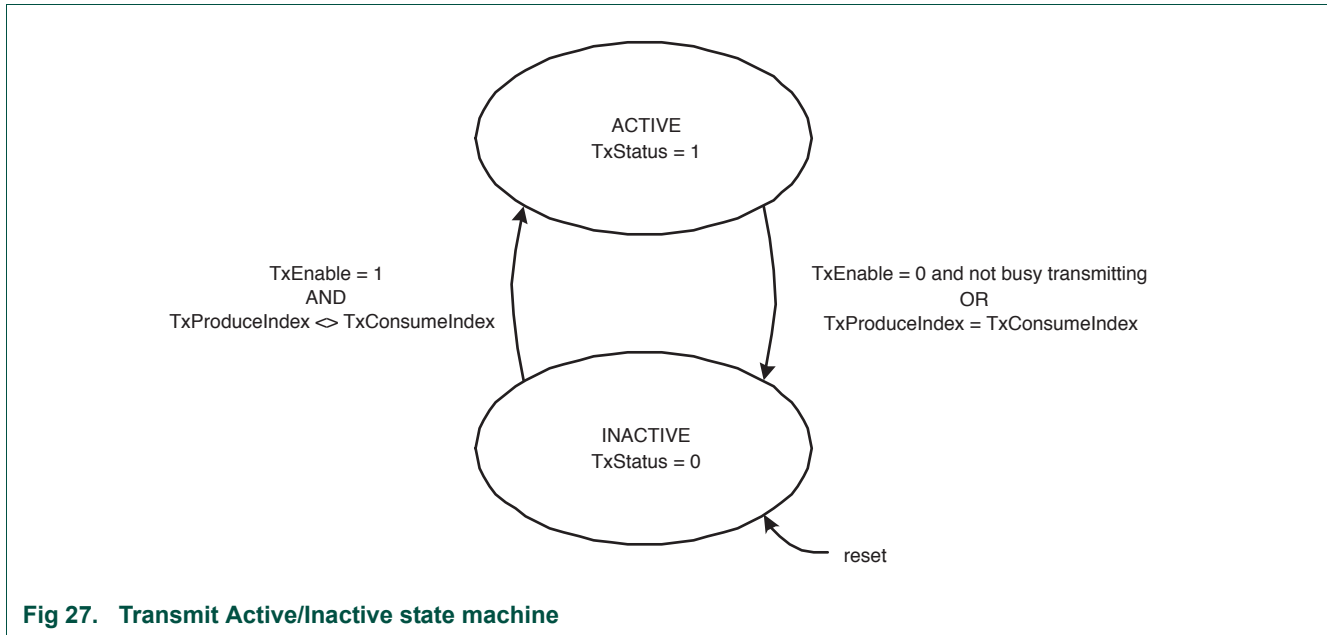 ACTIVE
TxStatus = 1
TxEnable = 1
AND
TxProduceIndex <> TxConsumeIndex
TxEnable = 0 and not busy transmitting
OR
TxProduceIndex = TxConsumeIndex
INACTIVE
TxStatus = 0
reset
Fig 27. Transmit Active/Inactive state machine